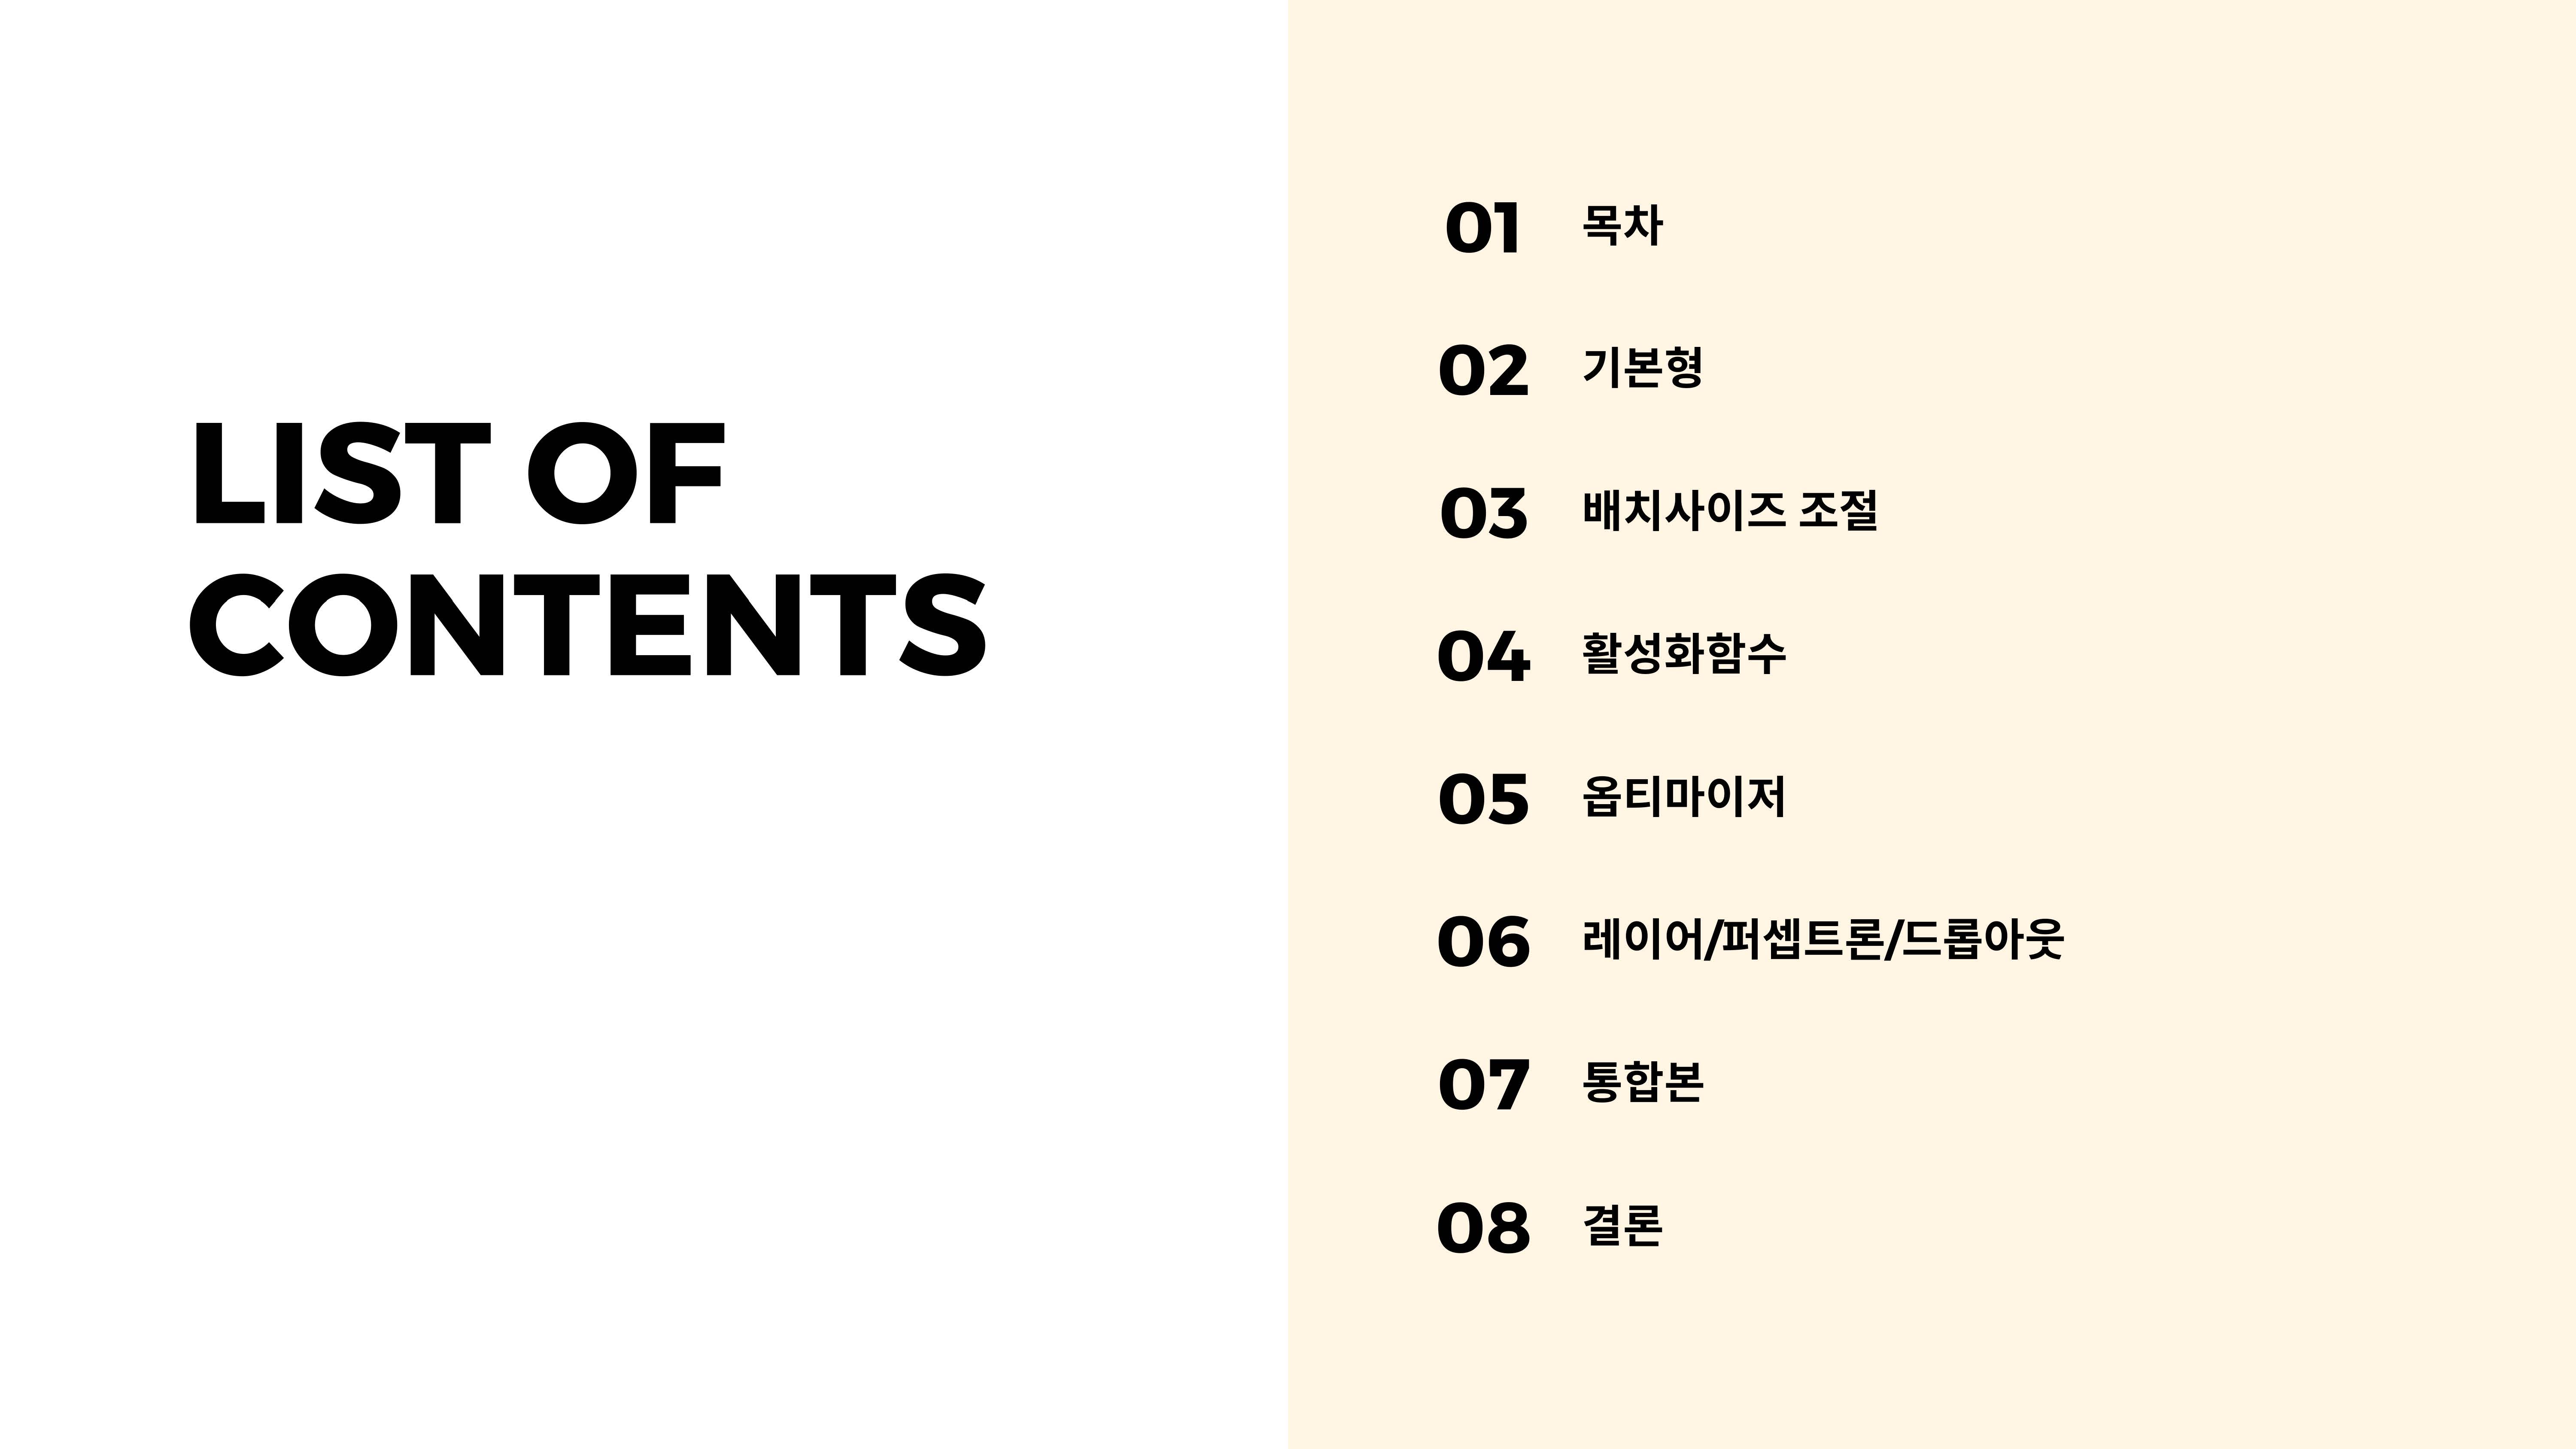 LIST OF
CONTENTS
01 목차
02 기본형
03 배치사이즈 조절
04 활성화함수
05 옵티마이저
06 레이어/퍼셉트론/드롭아웃
07 통합본
08 결론